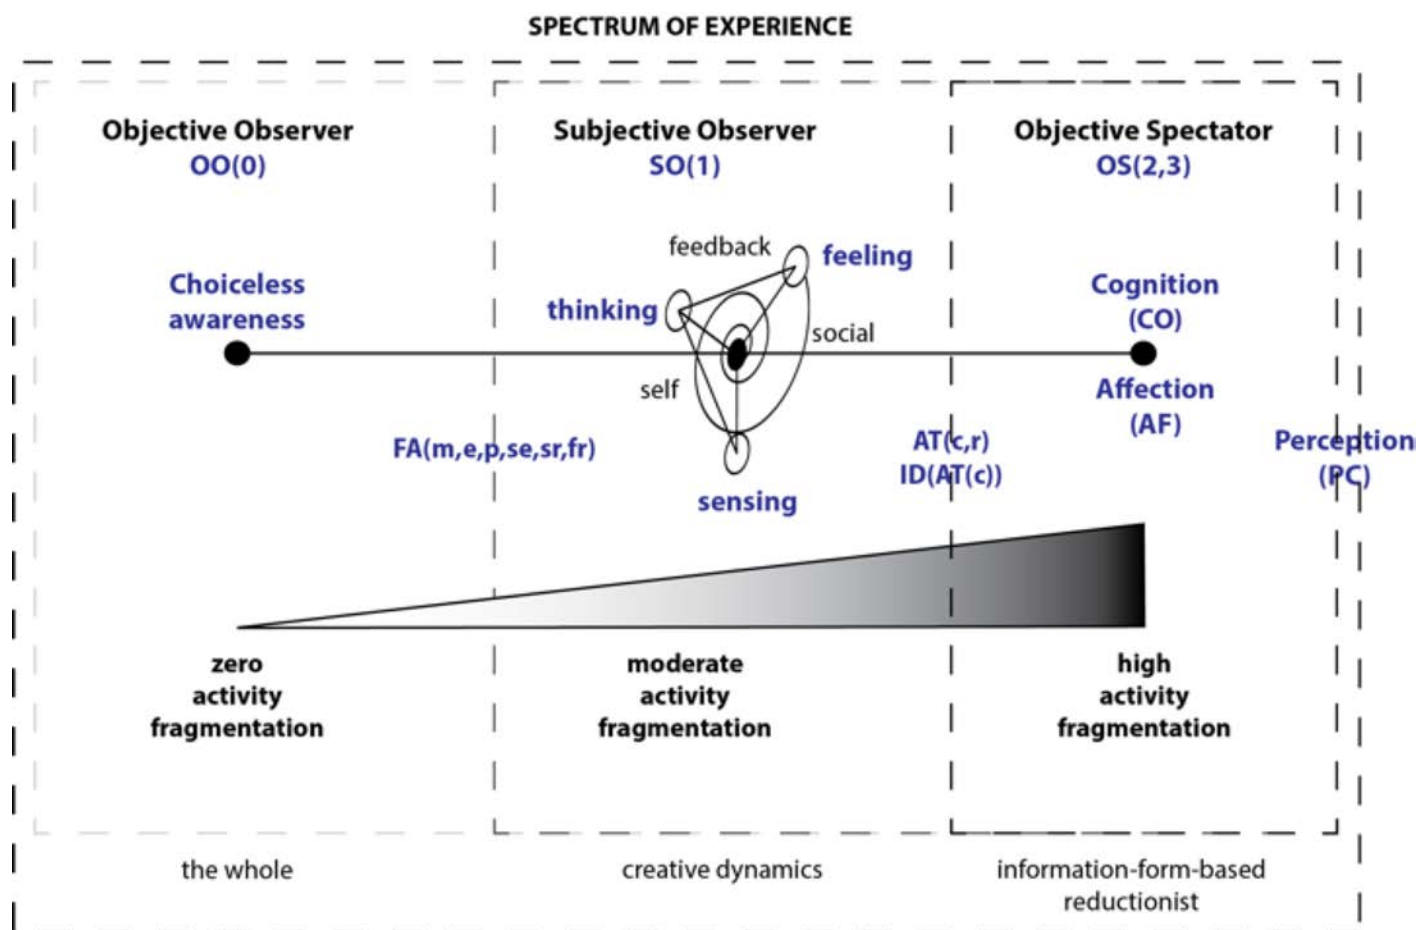 SPECTRUM OF EXPERIENCE
Objective Observer
OO(0)
Subjective Observer
SO(1)
Objective Spectator
OS(2,3)
Choiceless
awareness
feedback
feeling
thinking
social
self
sensing
Cognition
(CO)
Affection
(AF)
FA(m,e,p,se,sr,fr)
AT(c,r)
ID(AT(c))
Perception
(PC)
zero
activity
fragmentation
moderate
activity
fragmentation
high
activity
fragmentation
the whole
creative dynamics
information-form-based
reductionist